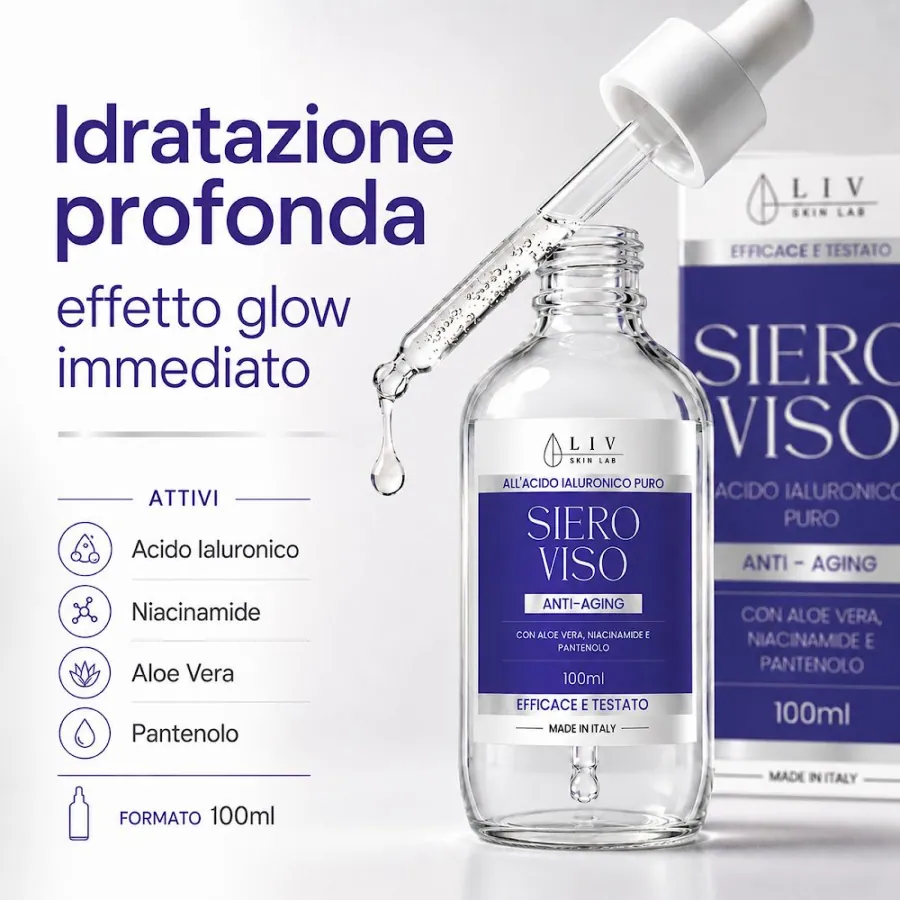 Idratazione
profonda
effetto glow
immediato
ATTIVI
Acido Ialuronico
Niacinamide
Aloe Vera
Pantenolo
FORMATO 100ml
LIV
SKIN LAB
ALL'ACIDO IALURONICO PURO
SIERO
VISO
ANTI-AGING
CON ALOE VERA, NIACINAMIDE E
PANTENOLO
100ml
EFFICACE E TESTATO
MADE IN ITALY
LIV
SKIN LAB
EFFICACE E TESTATO
SIERO
VISO
ACIDO IALURONICO
PURO
ANTI - AGING
CON ALOE VERA,
NIACINAMIDE E
PANTENOLO
100ml
MADE IN ITALY